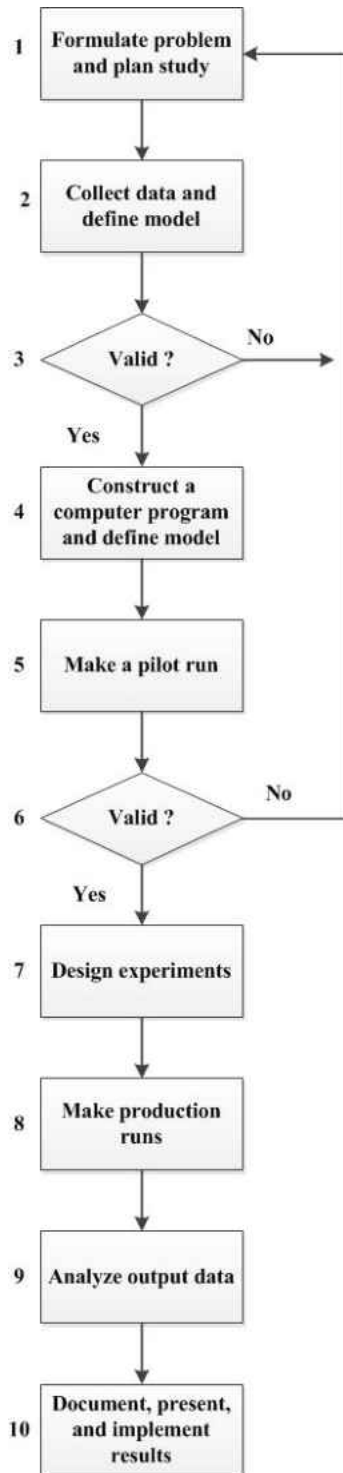 1
Formulate problem
and plan study
2
Collect data and
define model
3
Valid ?
No
Yes
4
Construct a
computer program
and define model
5
Make a pilot run
6
Valid ?
No
Yes
7
Design experiments
8
Make production
runs
9
Analyze output data
10
Document, present,
and implement
results